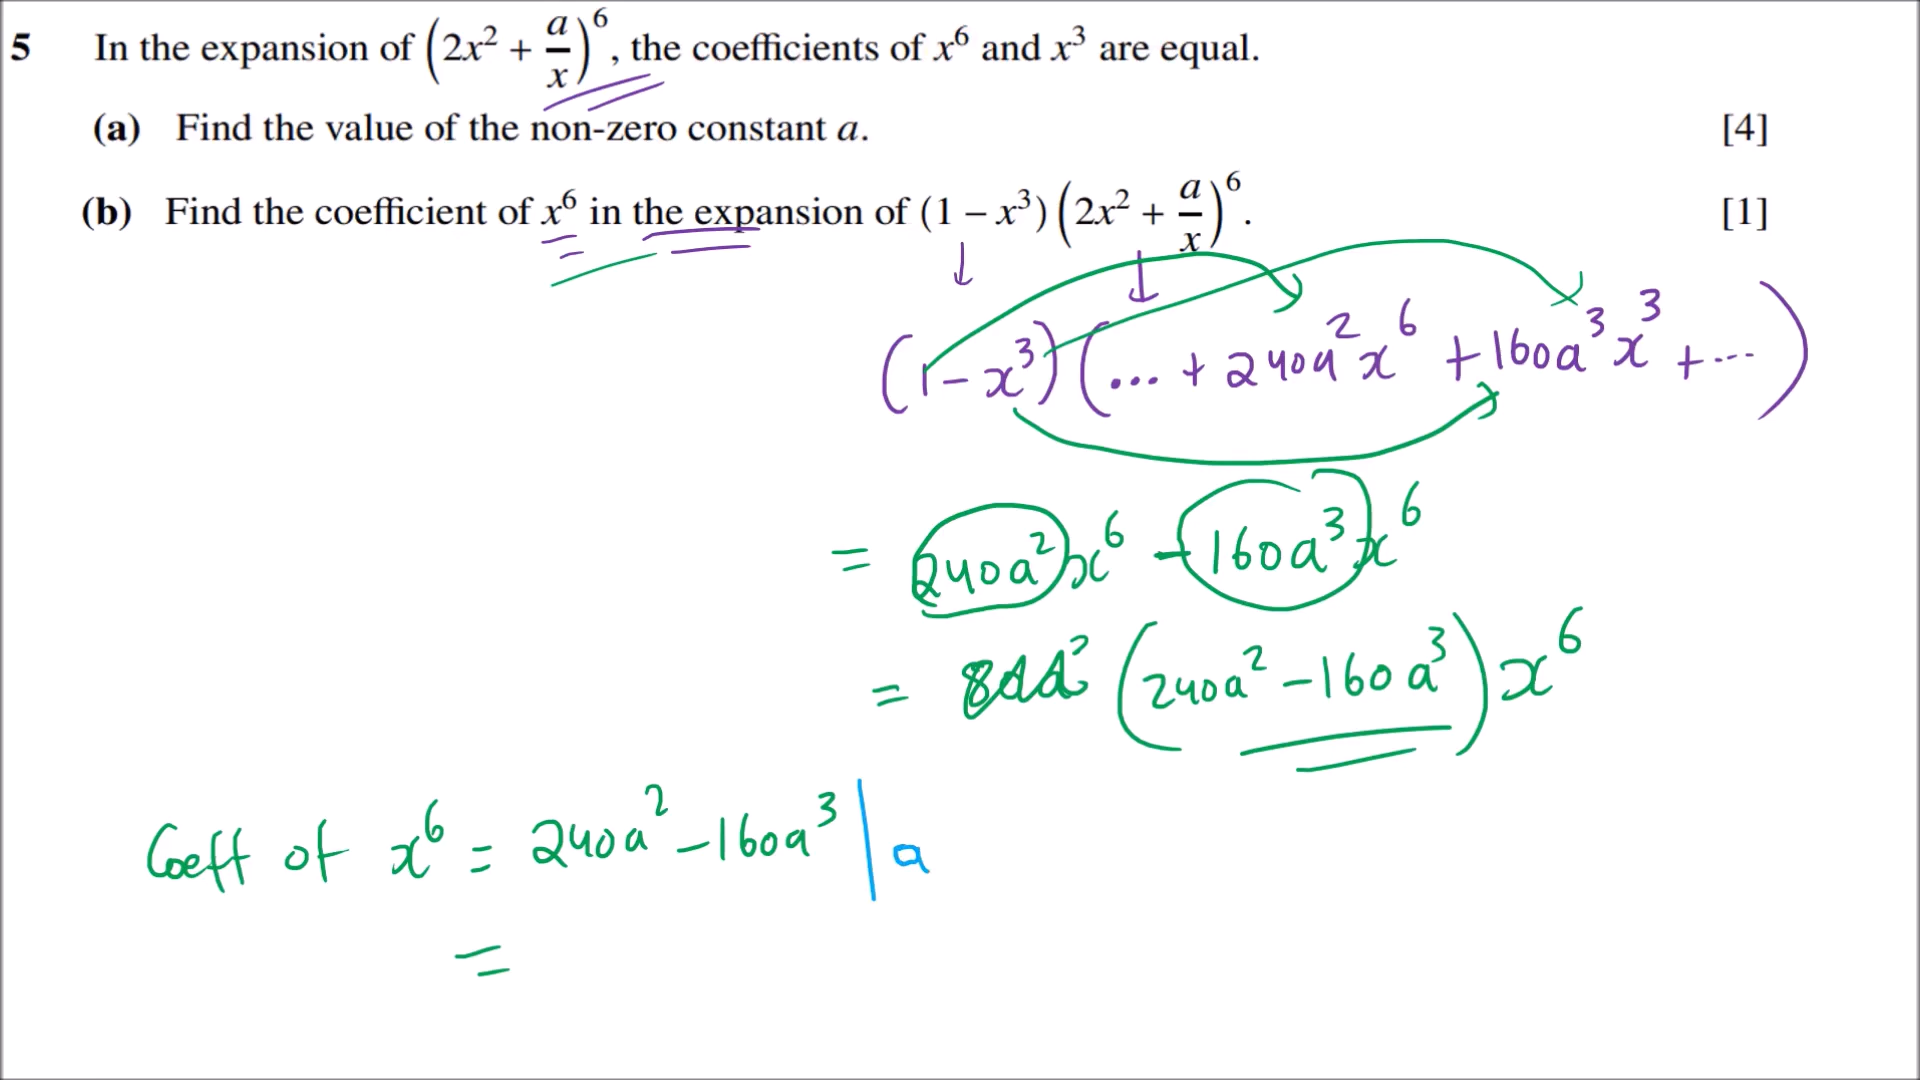 5 In the expansion of (2x² + a/x)⁶, the coefficients of x⁶ and x³ are equal.
(a) Find the value of the non-zero constant a. [4]
(b) Find the coefficient of x⁶ in the expansion of (1 – x³)(2x² + a/x)⁶. [1]
(1 – x³)(... + 240a²x⁶ + 160a³x³ + ...)
= 240a²x⁶ – 160a³x⁶
= (240a² – 160a³)x⁶
Coeff of x⁶ = 240a² – 160a³ | a
=